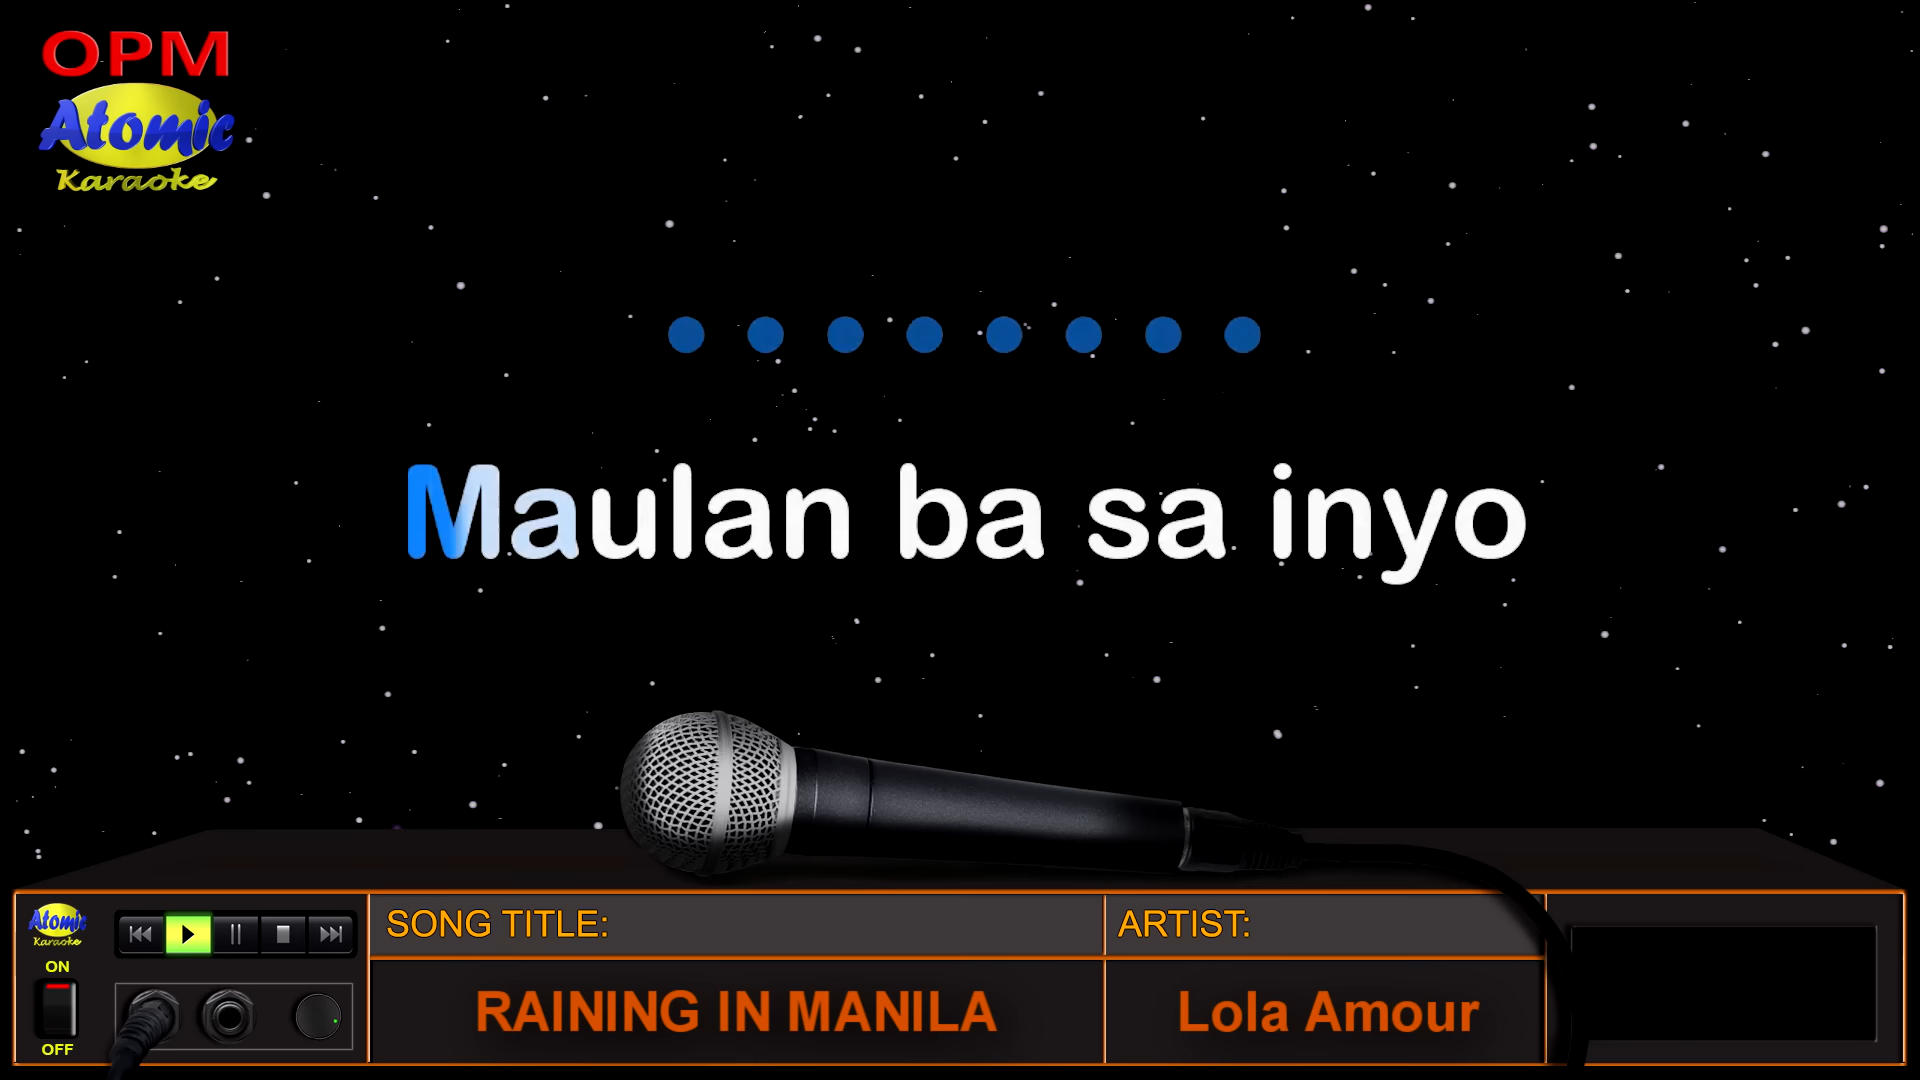 OPM
Atomic
Karaoke
Maulan ba sa inyo
Atomic
Karaoke
ON
OFF
SONG TITLE:
RAINING IN MANILA
ARTIST:
Lola Amour